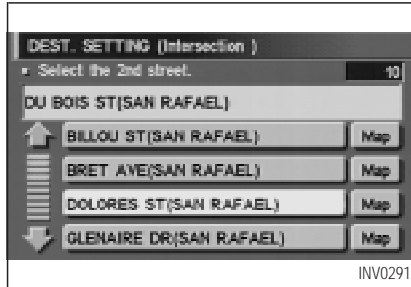 DEST. SETTING (Intersection )
Select the 2nd street. 10
DU BOIS ST(SAN RAFAEL)
BILLOU ST(SAN RAFAEL) Map
BRET AVE(SAN RAFAEL) Map
DOLORES ST(SAN RAFAEL) Map
GLENAIRE DR(SAN RAFAEL) Map
INV0291